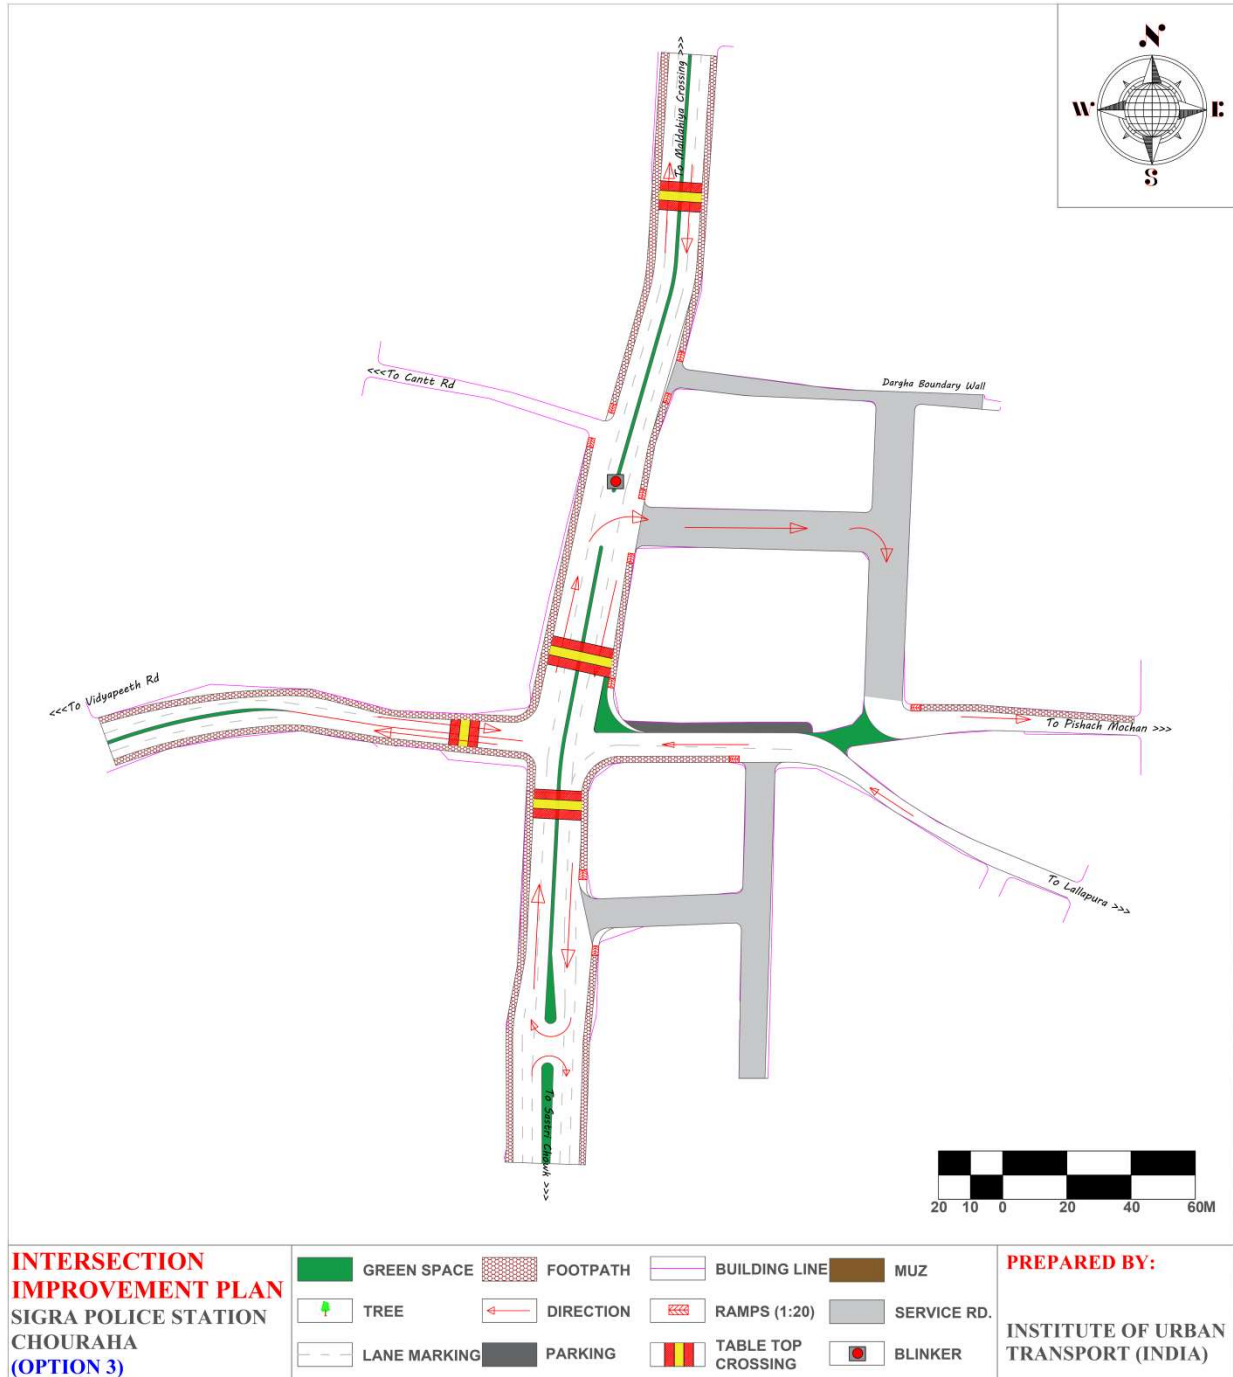 N
W
E
S
To Maldahiya Crossing >>>
<<<To Cantt Rd
Dargha Boundary Wall
<<<To Vidyapeeth Rd
To Pishach Mochan >>>
To Lallapura >>>
To Sastri Chowk >>>
20 10 0 20 40 60M
INTERSECTION
IMPROVEMENT PLAN
SIGRA POLICE STATION
CHOURAHA
(OPTION 3)
GREEN SPACE
FOOTPATH
BUILDING LINE
MUZ
TREE
DIRECTION
RAMPS (1:20)
SERVICE RD.
LANE MARKING
PARKING
TABLE TOP
CROSSING
BLINKER
PREPARED BY:
INSTITUTE OF URBAN
TRANSPORT (INDIA)